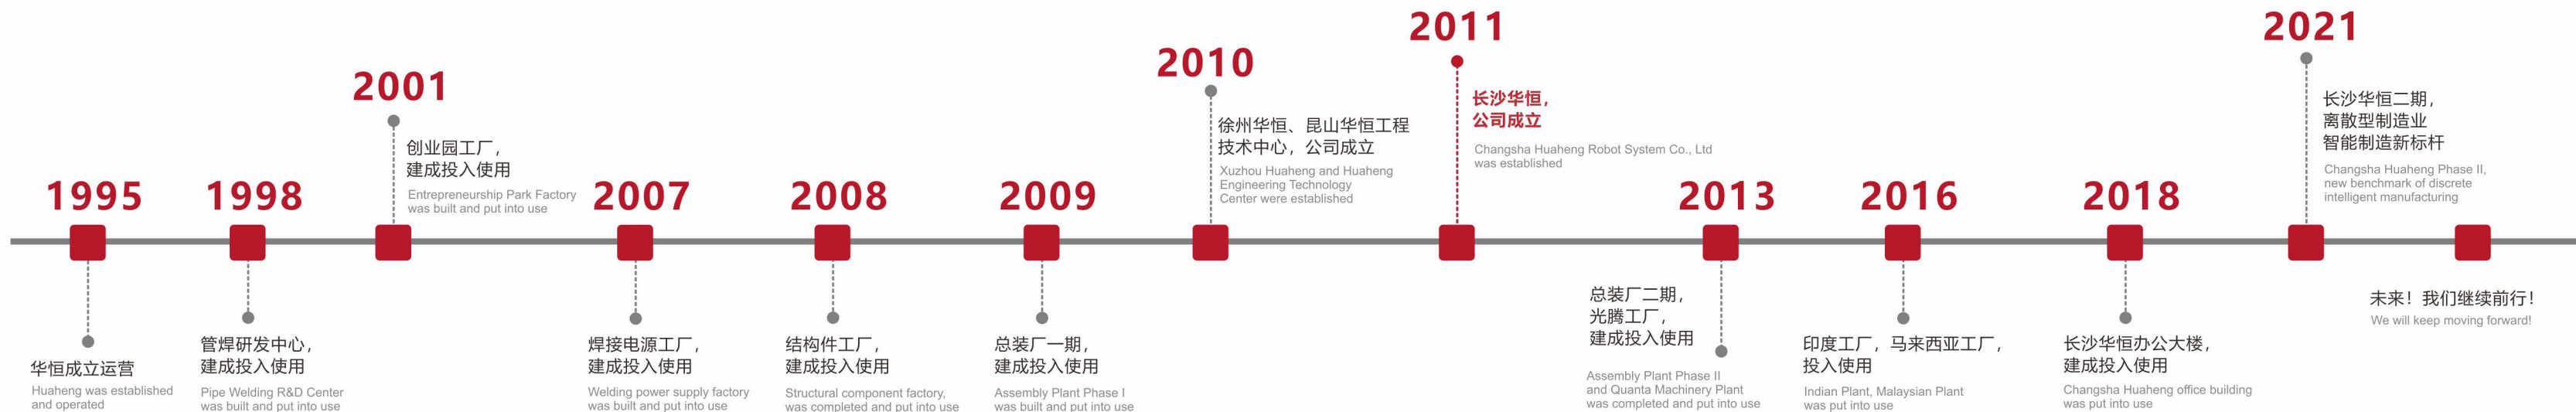 1995
华恒成立运营
Huaheng was established
and operated
1998
管焊研发中心，
建成投入使用
Pipe Welding R&D Center
was built and put into use
2001
创业园工厂，
建成投入使用
Entrepreneurship Park Factory
was built and put into use
2007
焊接电源工厂，
建成投入使用
Welding power supply factory
was built and put into use
2008
结构件工厂，
建成投入使用
Structural component factory,
was completed and put into use
2009
总装厂一期，
建成投入使用
Assembly Plant Phase I
was built and put into use
2010
徐州华恒、昆山华恒工程
技术中心，公司成立
Xuzhou Huaheng and Huaheng
Engineering Technology
Center were established
2011
长沙华恒，
公司成立
Changsha Huaheng Robot System Co., Ltd
was established
2013
总装厂二期，
光腾工厂，
建成投入使用
Assembly Plant Phase II
and Quanta Machinery Plant
was completed and put into use
2016
印度工厂，马来西亚工厂，
投入使用
Indian Plant, Malaysian Plant
was put into use
2018
长沙华恒办公大楼，
建成投入使用
Changsha Huaheng office building
was put into use
2021
长沙华恒二期，
离散型制造业
智能制造新标杆
Changsha Huaheng Phase II,
new benchmark of discrete
intelligent manufacturing
未来！我们继续前行！
We will keep moving forward!